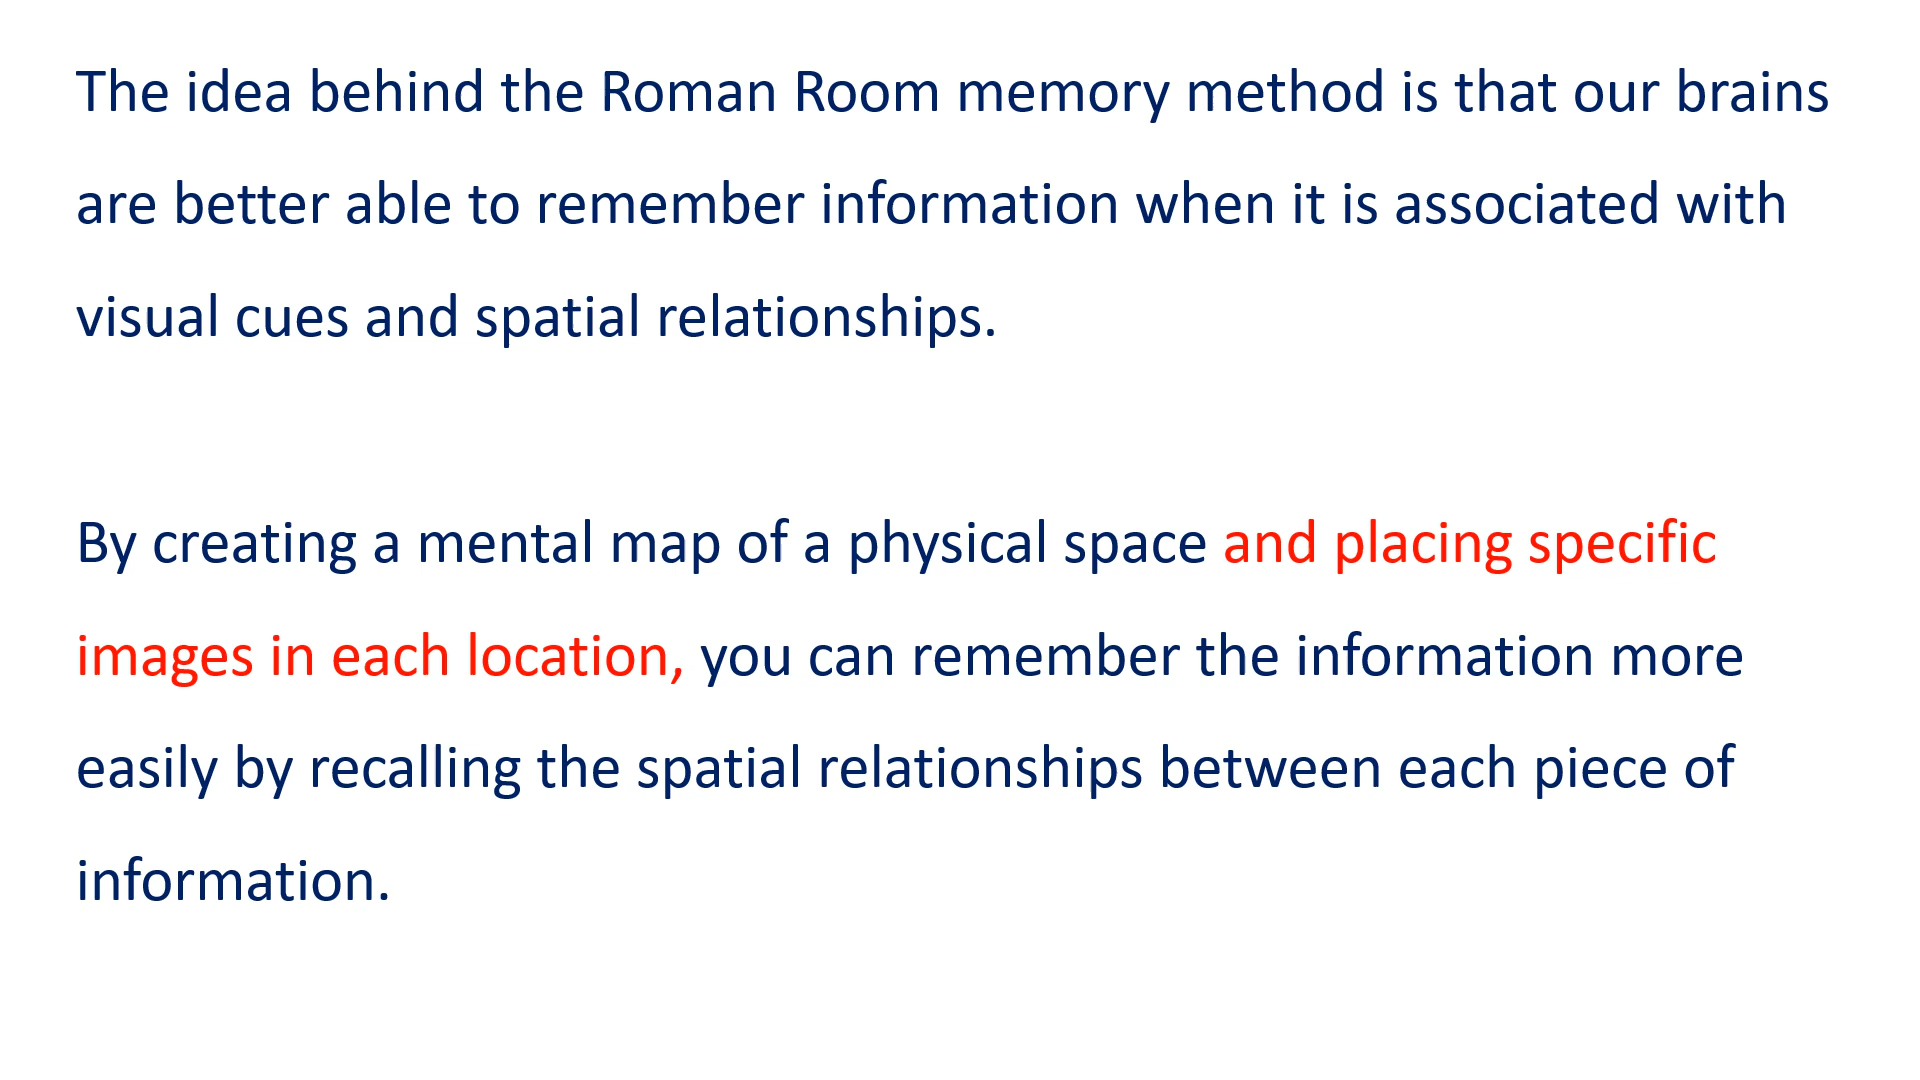 The idea behind the Roman Room memory method is that our brains
are better able to remember information when it is associated with
visual cues and spatial relationships.
By creating a mental map of a physical space and placing specific
images in each location, you can remember the information more
easily by recalling the spatial relationships between each piece of
information.